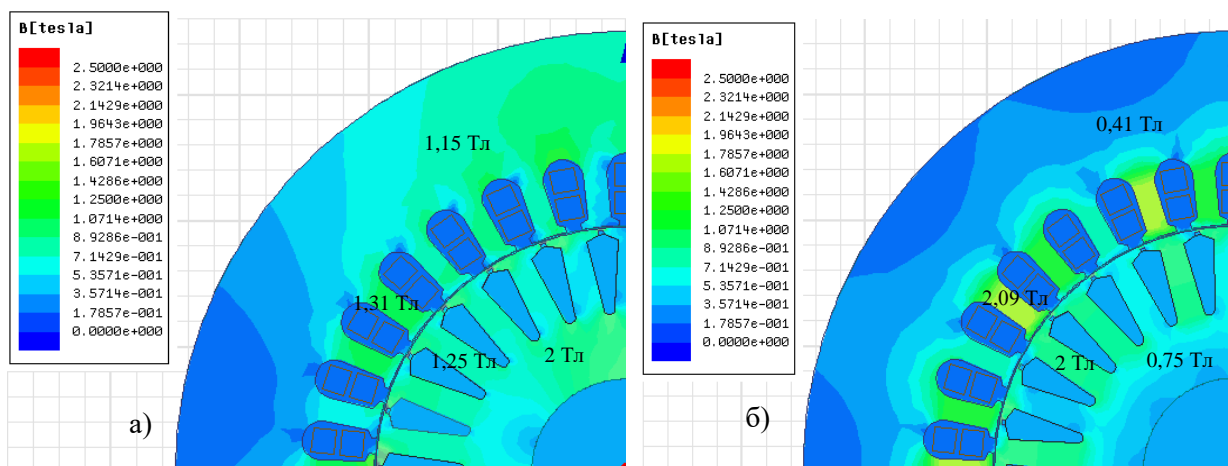 B[tesla]
2.5000e+000
2.3214e+000
2.1429e+000
1.9643e+000
1.7857e+000
1.6071e+000
1.4286e+000
1.2500e+000
1.0714e+000
8.9286e-001
7.1429e-001
5.3571e-001
3.5714e-001
1.7857e-001
0.0000e+000
1,15 Тл
1,31 Тл
1,25 Тл
2 Тл
а)
B[tesla]
2.5000e+000
2.3214e+000
2.1429e+000
1.9643e+000
1.7857e+000
1.6071e+000
1.4286e+000
1.2500e+000
1.0714e+000
8.9286e-001
7.1429e-001
5.3571e-001
3.5714e-001
1.7857e-001
0.0000e+000
0,41 Тл
2,09 Тл
2 Тл
0,75 Тл
б)